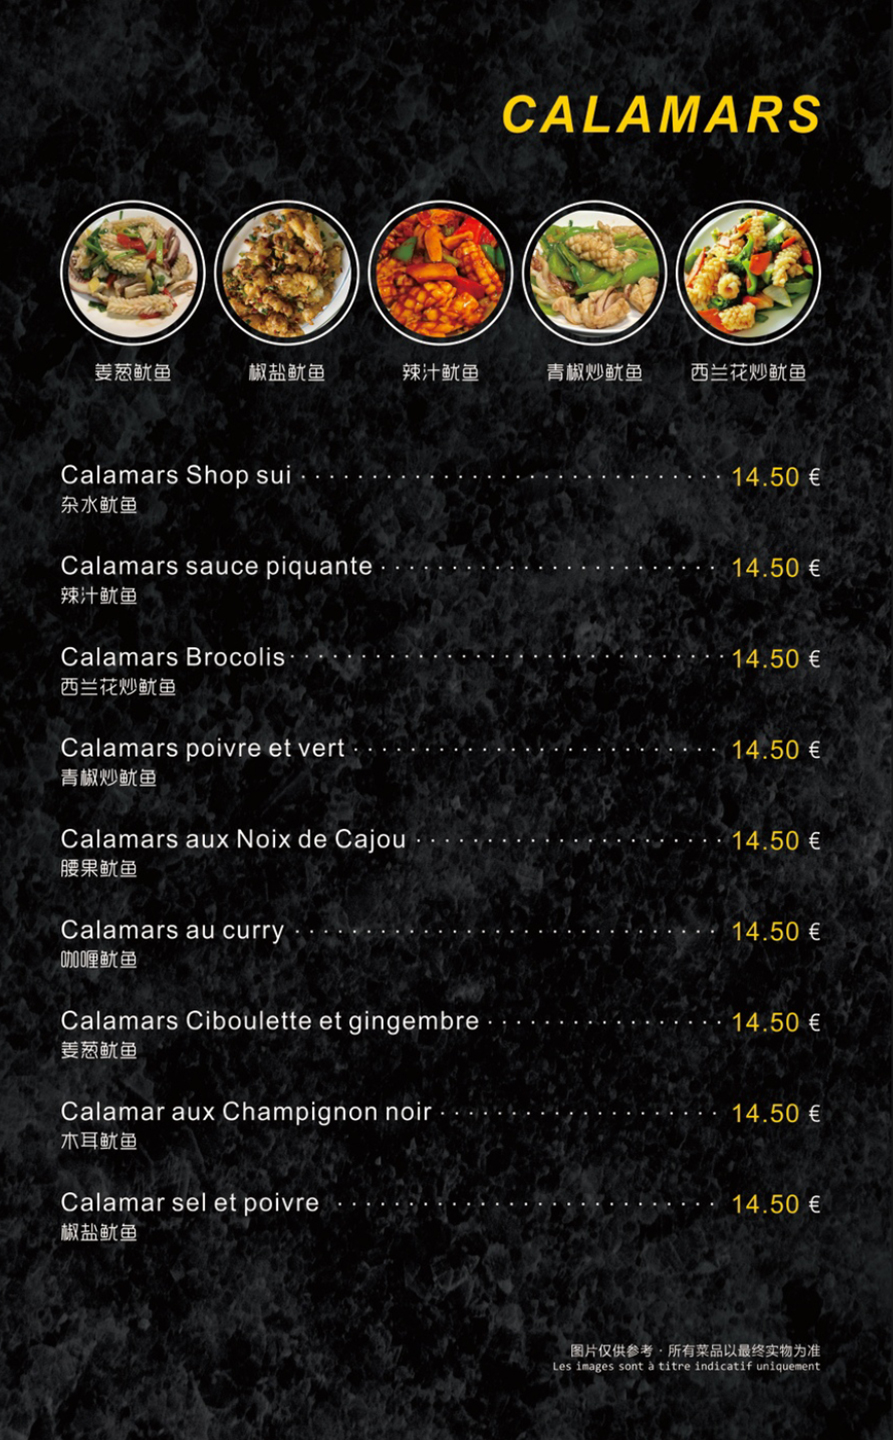 CALAMARS
姜葱鱿鱼
椒盐鱿鱼
辣汁鱿鱼
青椒炒鱿鱼
西兰花炒鱿鱼
Calamars Shop sui 14.50 €
杂水鱿鱼
Calamars sauce piquante 14.50 €
辣汁鱿鱼
Calamars Brocolis 14.50 €
西兰花炒鱿鱼
Calamars poivre et vert 14.50 €
青椒炒鱿鱼
Calamars aux Noix de Cajou 14.50 €
腰果鱿鱼
Calamars au curry 14.50 €
咖喱鱿鱼
Calamars Ciboulette et gingembre 14.50 €
姜葱鱿鱼
Calamar aux Champignon noir 14.50 €
木耳鱿鱼
Calamar sel et poivre 14.50 €
椒盐鱿鱼
图片仅供参考 · 所有菜品以最终实物为准
Les images sont à titre indicatif uniquement